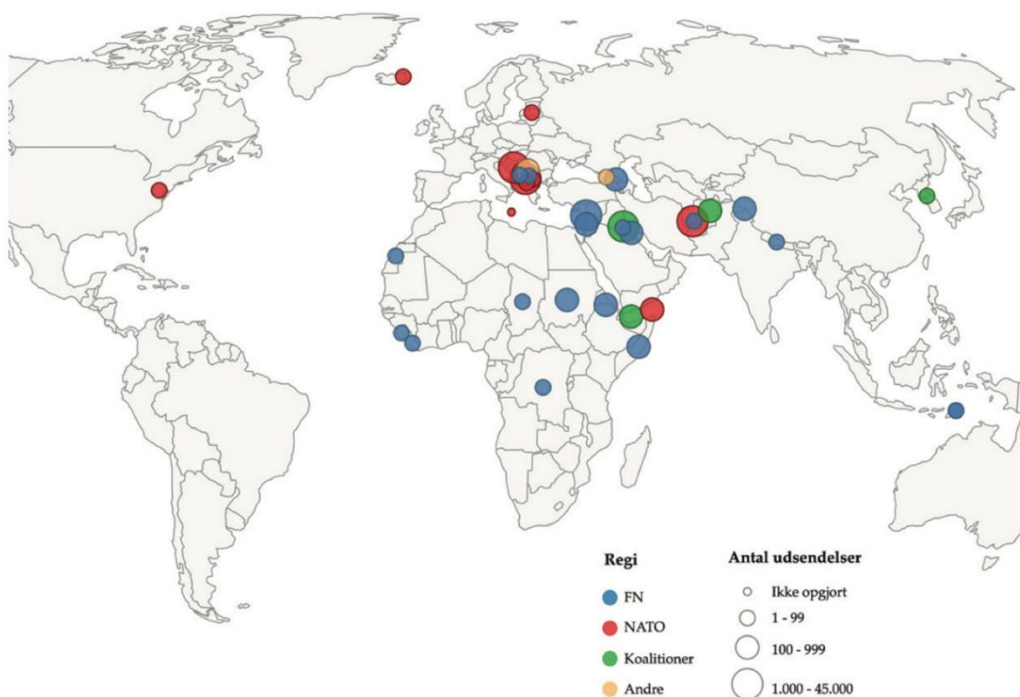 Regi
FN
NATO
Koalitioner
Andre
Antal udsendelser
Ikke opgjort
1 - 99
100 - 999
1.000 - 45.000